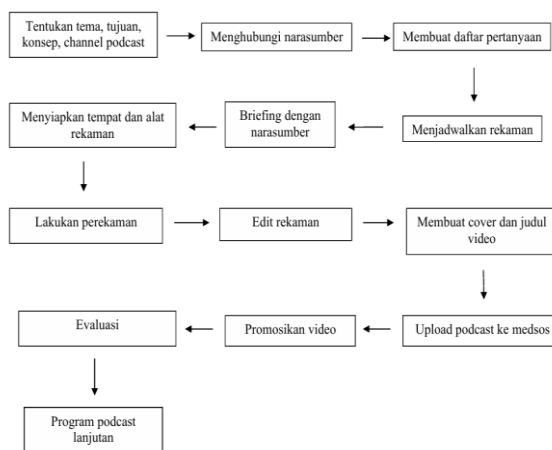 Tentukan tema, tujuan,
konsep, channel podcast
Menghubungi narasumber
Membuat daftar pertanyaan
Menjadwalkan rekaman
Briefing dengan
narasumber
Menyiapkan tempat dan alat
rekaman
Lakukan perekaman
Edit rekaman
Membuat cover dan judul
video
Upload podcast ke medsos
Promosikan video
Evaluasi
Program podcast
lanjutan